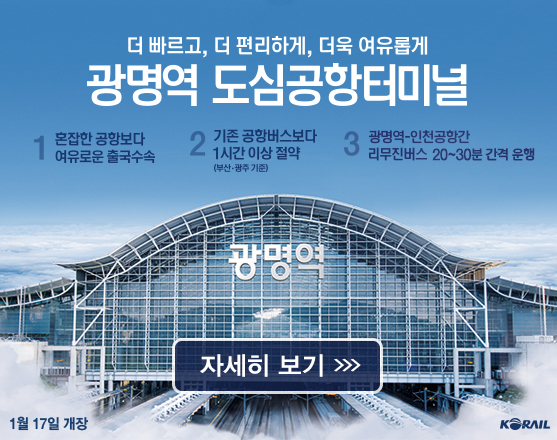 더 빠르고, 더 편리하게, 더욱 여유롭게
광명역 도심공항터미널
1 혼잡한 공항보다
여유로운 출국수속
2 기존 공항버스보다
1시간 이상 절약
(부산·광주 기준)
3 광명역-인천공항간
리무진버스 20~30분 간격 운행
광명역
자세히 보기 >>>
1월 17일 개장
KORAIL